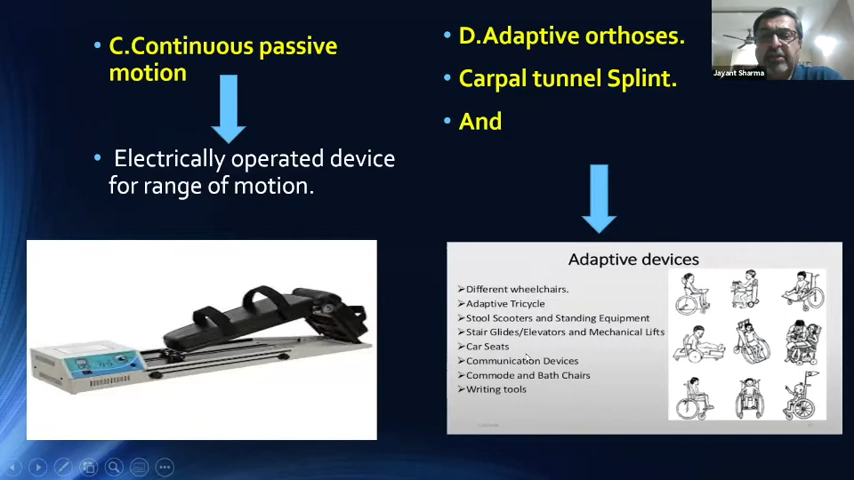 C.Continuous passive
motion
Electrically operated device
for range of motion.
D.Adaptive orthoses.
Carpal tunnel Splint.
And
Jayant Sharma
Adaptive devices
Different wheelchairs.
Adaptive Tricycle
Stool Scooters and Standing Equipment
Stair Glides/Elevators and Mechanical Lifts
Car Seats
Communication Devices
Commode and Bath Chairs
Writing tools